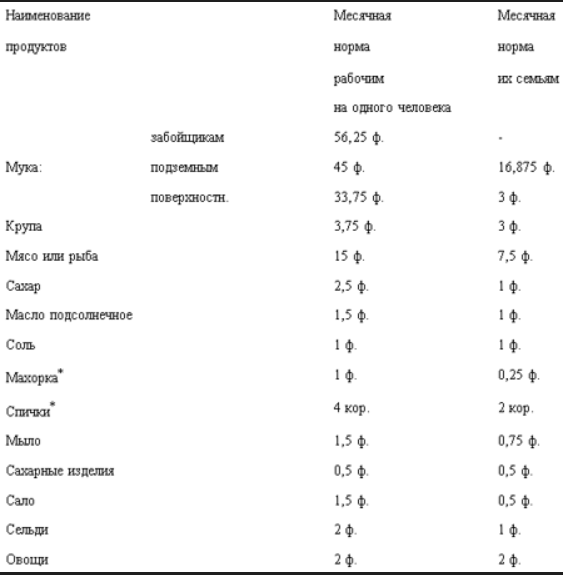 Наименование Месячная Месячная
продуктов норма норма
рабочим их семьям
на одного человека
забойщикам 56,25 ф. -
Мука: подземным 45 ф. 16,875 ф.
поверхностн. 33,75 ф. 3 ф.
Крупа 3,75 ф. 3 ф.
Мясо или рыба 15 ф. 7,5 ф.
Сахар 2,5 ф. 1 ф.
Масло подсолнечное 1,5 ф. 1 ф.
Соль 1 ф. 1 ф.
Махорка* 1 ф. 0,25 ф.
Спички* 4 кор. 2 кор.
Мыло 1,5 ф. 0,75 ф.
Сахарные изделия 0,5 ф. 0,5 ф.
Сало 1,5 ф. 0,5 ф.
Сельди 2 ф. 1 ф.
Овощи 2 ф. 2 ф.